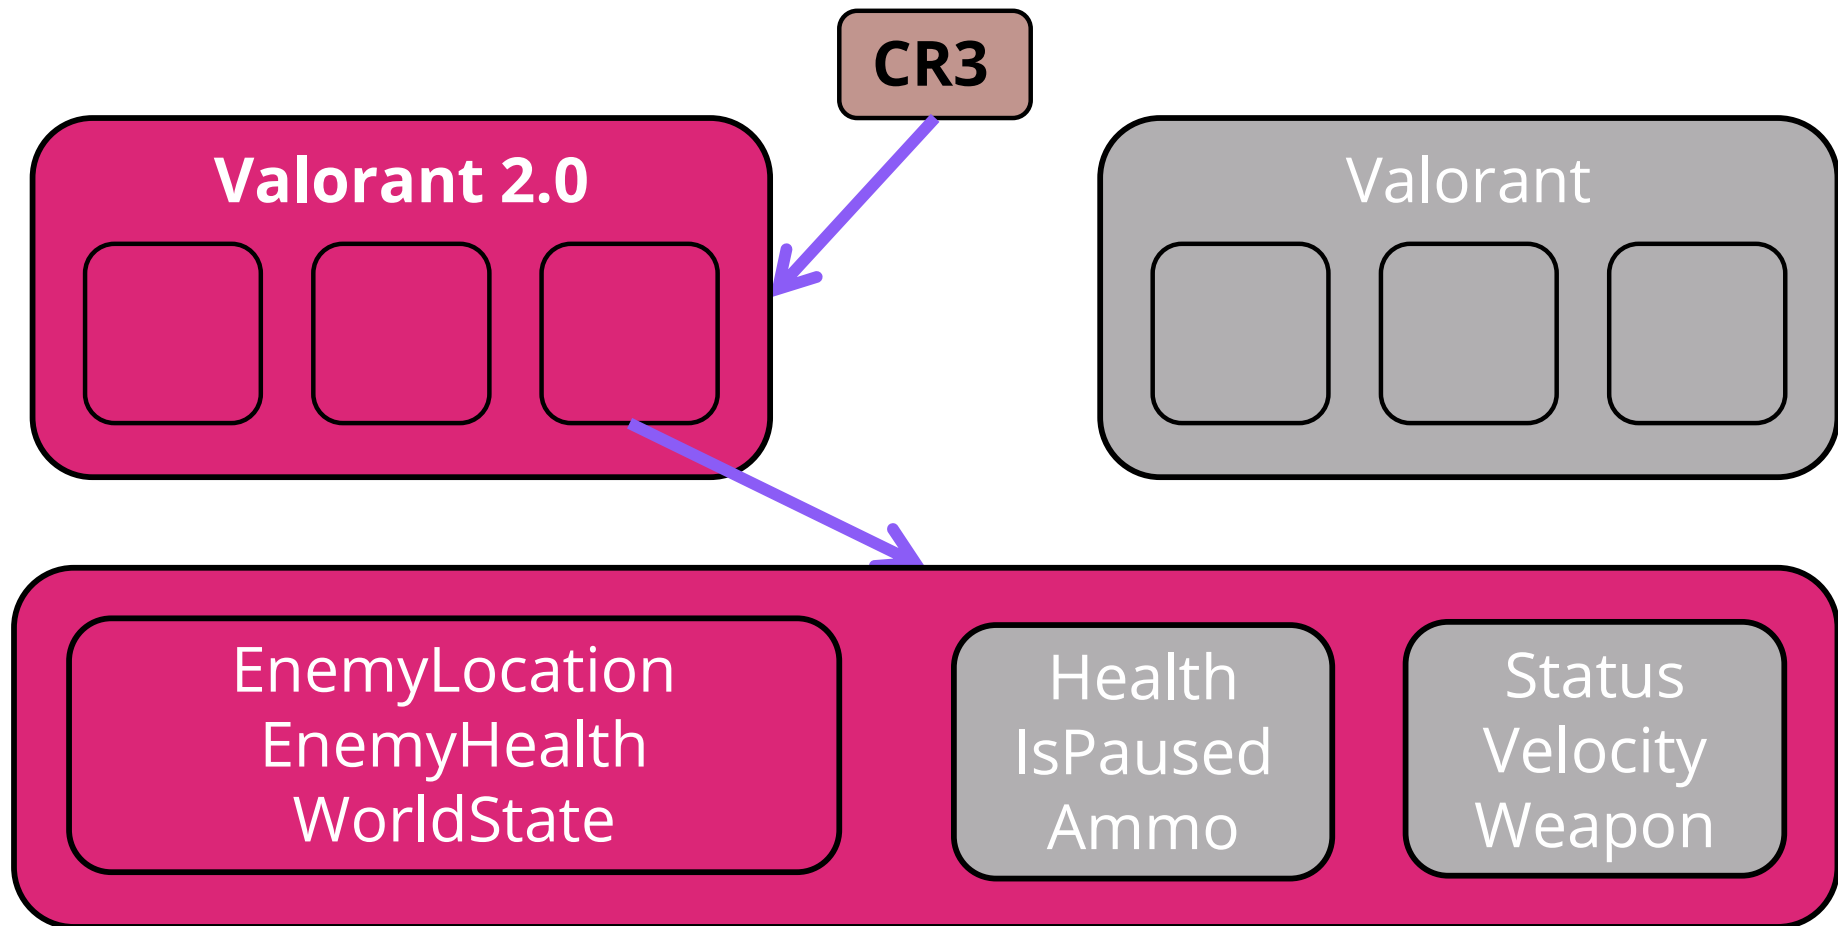 CR3
Valorant 2.0
Valorant
EnemyLocation
EnemyHealth
WorldState
Health
IsPaused
Ammo
Status
Velocity
Weapon